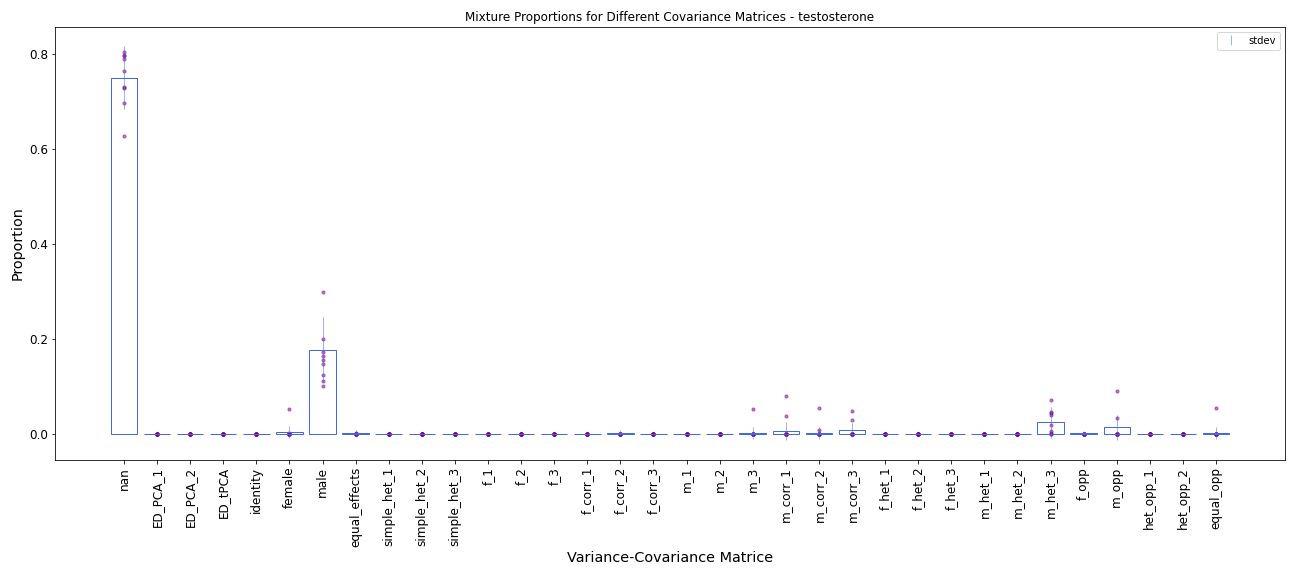 Mixture Proportions for Different Covariance Matrices - testosterone
stdev
Proportion
0.8
0.6
0.4
0.2
0.0
nan
ED_PCA_1
ED_PCA_2
ED_tPCA
identity
female
male
equal_effects
simple_het_1
simple_het_2
simple_het_3
f_1
f_2
f_3
f_corr_1
f_corr_2
f_corr_3
m_1
m_2
m_3
m_corr_1
m_corr_2
m_corr_3
f_het_1
f_het_2
f_het_3
m_het_1
m_het_2
m_het_3
f_opp
m_opp
het_opp_1
het_opp_2
equal_opp
Variance-Covariance Matrice